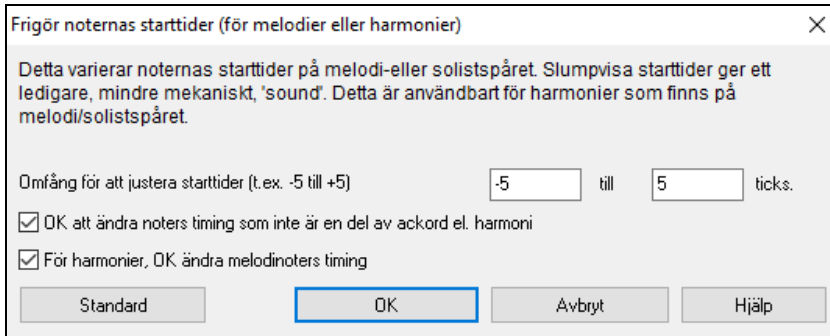 Frigör noternas starttider (för melodier eller harmonier)
Detta varierar noternas starttider på melodi-eller solistspåret. Slumpvisa starttider ger ett
ledigare, mindre mekaniskt, 'sound'. Detta är användbart för harmonier som finns på
melodi/solistspåret.
Omfång för att justera starttider (t.ex. -5 till +5) -5 till 5 ticks.
OK att ändra noters timing som inte är en del av ackord el. harmoni
För harmonier, OK ändra melodinoters timing
Standard OK Avbryt Hjälp